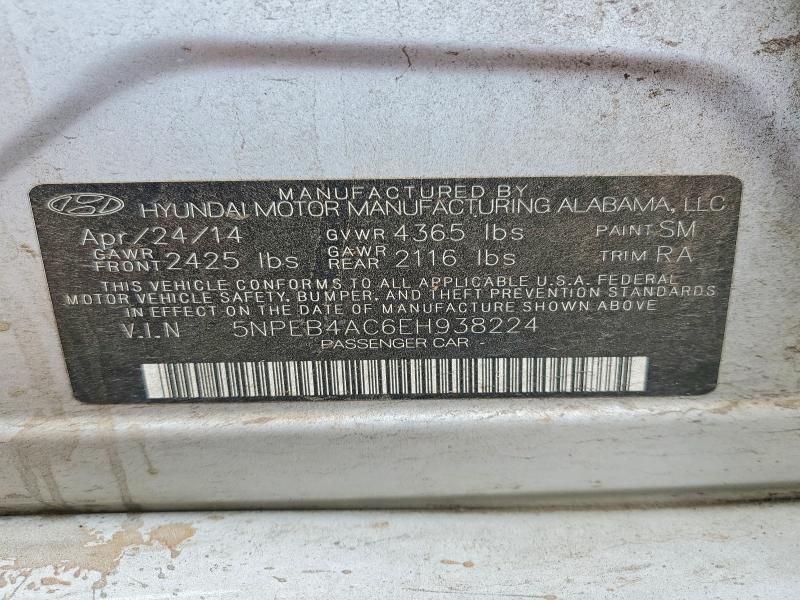 MANUFACTURED BY
HYUNDAI MOTOR MANUFACTURING ALABAMA, LLC
Apr/24/14 GVWR 4365 lbs PAINT SM
GAWR FRONT 2425 lbs GAWR REAR 2116 lbs TRIM RA
THIS VEHICLE CONFORMS TO ALL APPLICABLE U.S.A. FEDERAL
MOTOR VEHICLE SAFETY, BUMPER, AND THEFT PREVENTION STANDARDS
IN EFFECT ON THE DATE OF MANUFACTURE SHOWN ABOVE
V.I.N 5NPEB4AC6EH938224
PASSENGER CAR -